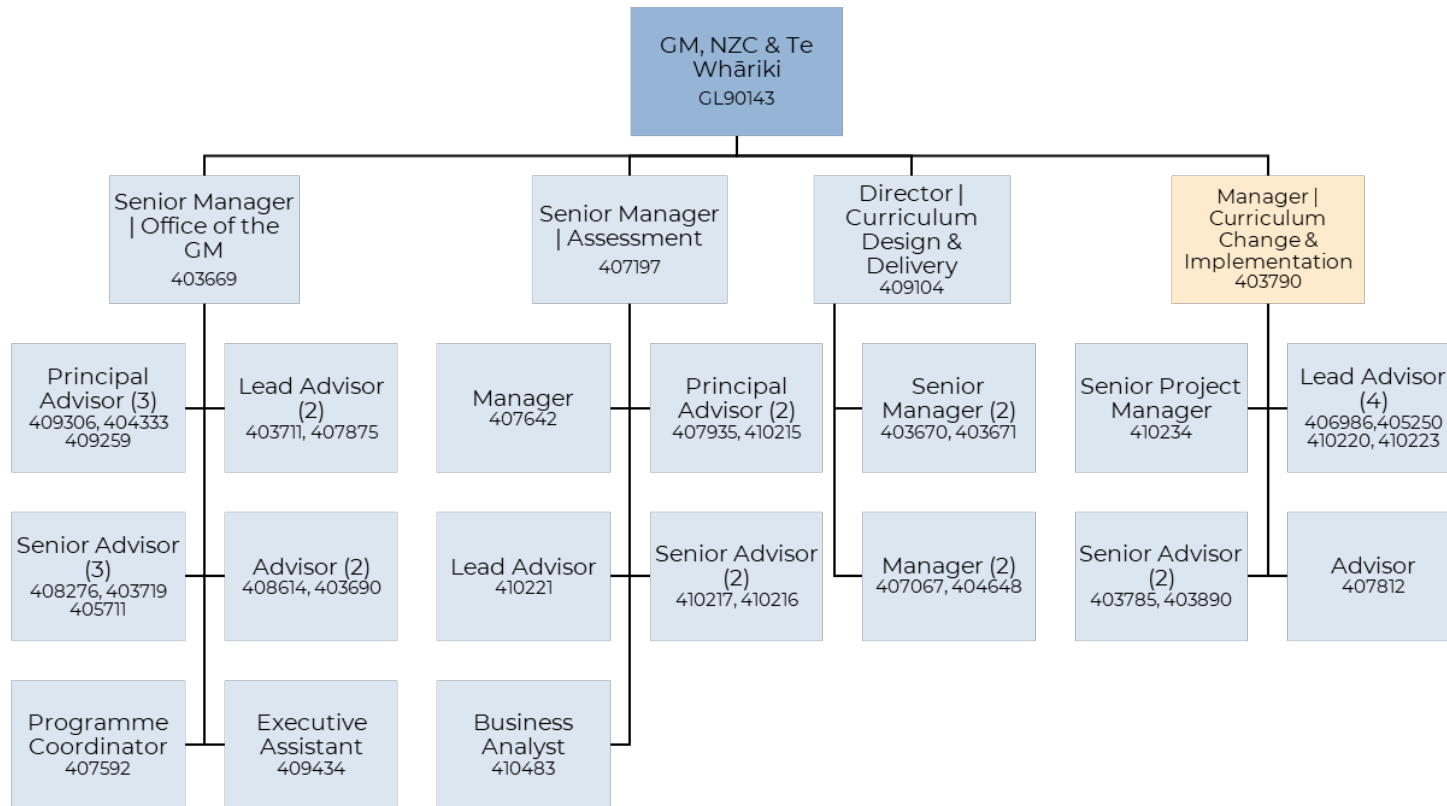 GM, NZC & Te
Whāriki
GL90143
Senior Manager
| Office of the
GM
403669
Senior Manager
| Assessment
407197
Director |
Curriculum
Design &
Delivery
409104
Manager |
Curriculum
Change &
Implementation
403790
Principal
Advisor (3)
409306, 404333
409259
Lead Advisor
(2)
403711, 407875
Manager
407642
Principal
Advisor (2)
407935, 410215
Senior
Manager (2)
403670, 403671
Senior Project
Manager
410234
Lead Advisor
(4)
406986,405250
410220, 410223
Senior Advisor
(3)
408276, 403719
405711
Advisor (2)
408614, 403690
Lead Advisor
410221
Senior Advisor
(2)
410217, 410216
Manager (2)
407067, 404648
Senior Advisor
(2)
403785, 403890
Advisor
407812
Programme
Coordinator
407592
Executive
Assistant
409434
Business
Analyst
410483